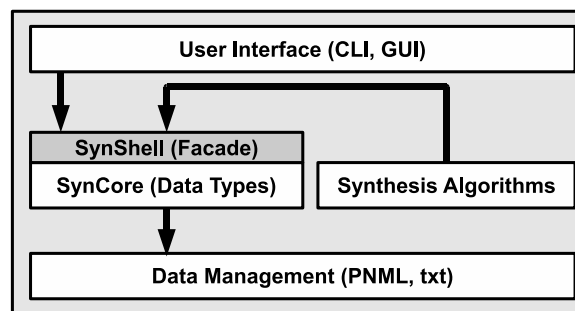 User Interface (CLI, GUI)
SynShell (Facade)
SynCore (Data Types)
Synthesis Algorithms
Data Management (PNML, txt)